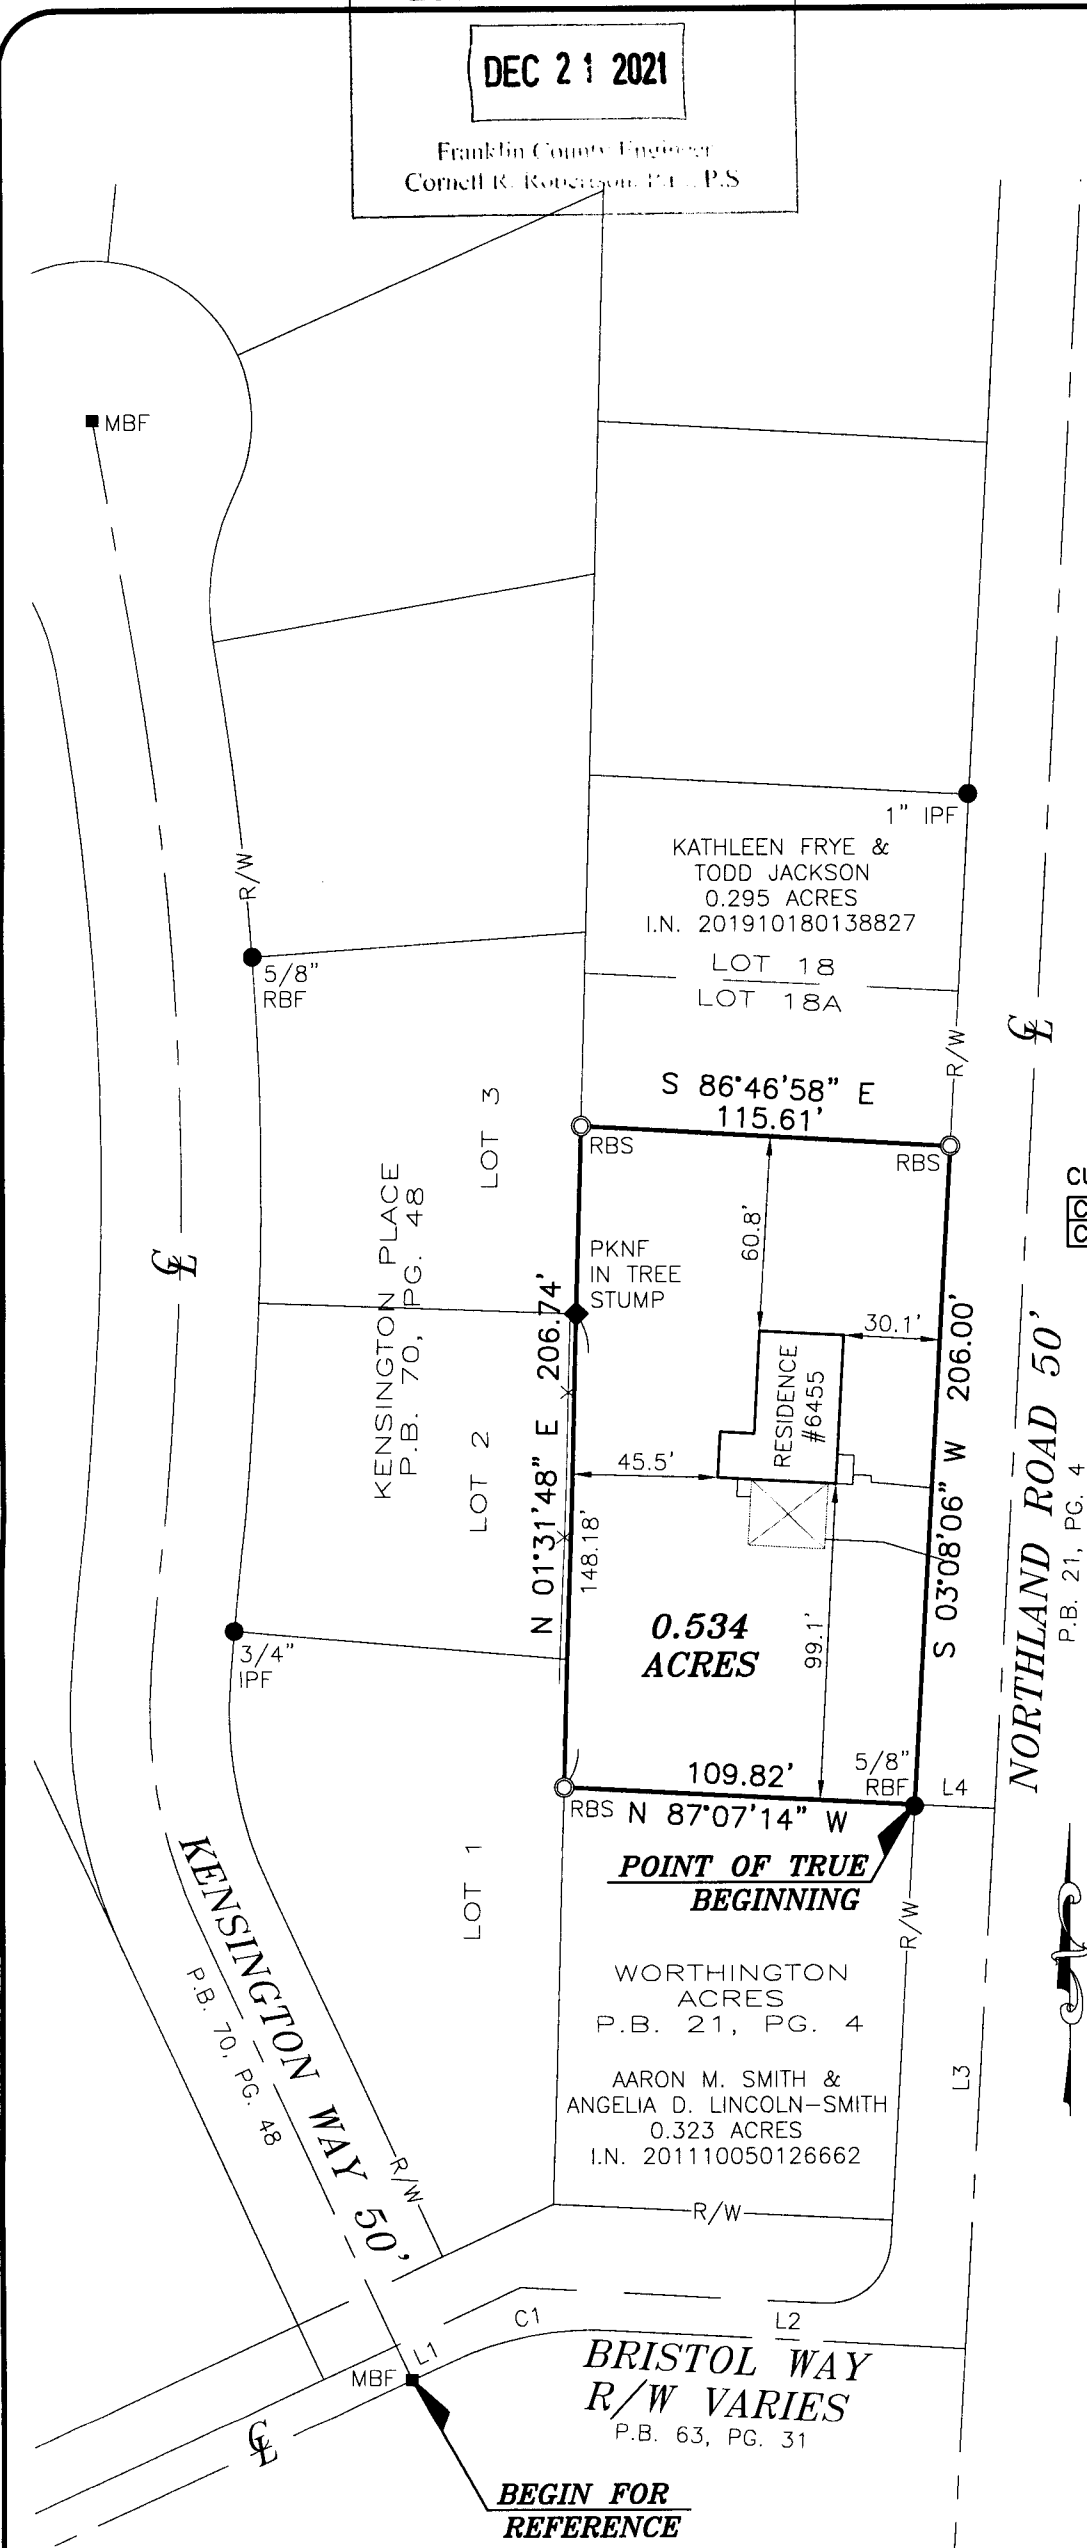 DEC 21 2021
Franklin County Engineer
Cornell R. Robertson, P.E., P.S
MBF
1" IPF
KATHLEEN FRYE &
TODD JACKSON
0.295 ACRES
I.N. 201910180138827
R/W
5/8"
RBF
LOT 18
LOT 18A
℄
R/W
S 86°46'58" E
115.61'
RBS
RBS
LOT 3
KENSINGTON PLACE
P.B. 70, PG. 48
℄
PKNF
IN TREE
STUMP
60.8'
30.1'
RESIDENCE
#6455
N 01°31'48" E 206.74'
148.18'
45.5'
LOT 2
S 03°08'06" W 206.00'
NORTHLAND ROAD 50'
P.B. 21, PG. 4
0.534
ACRES
99.1'
3/4"
IPF
109.82'
5/8"
RBF
L4
RBS
N 87°07'14" W
POINT OF TRUE
BEGINNING
LOT 1
KENSINGTON WAY 50'
P.B. 70, PG. 48
R/W
R/W
WORTHINGTON
ACRES
P.B. 21, PG. 4
AARON M. SMITH &
ANGELIA D. LINCOLN-SMITH
0.323 ACRES
I.N. 201110050126662
L3
R/W
C1
L2
L1
MBF
BRISTOL WAY
R/W VARIES
P.B. 63, PG. 31
℄
BEGIN FOR
REFERENCE